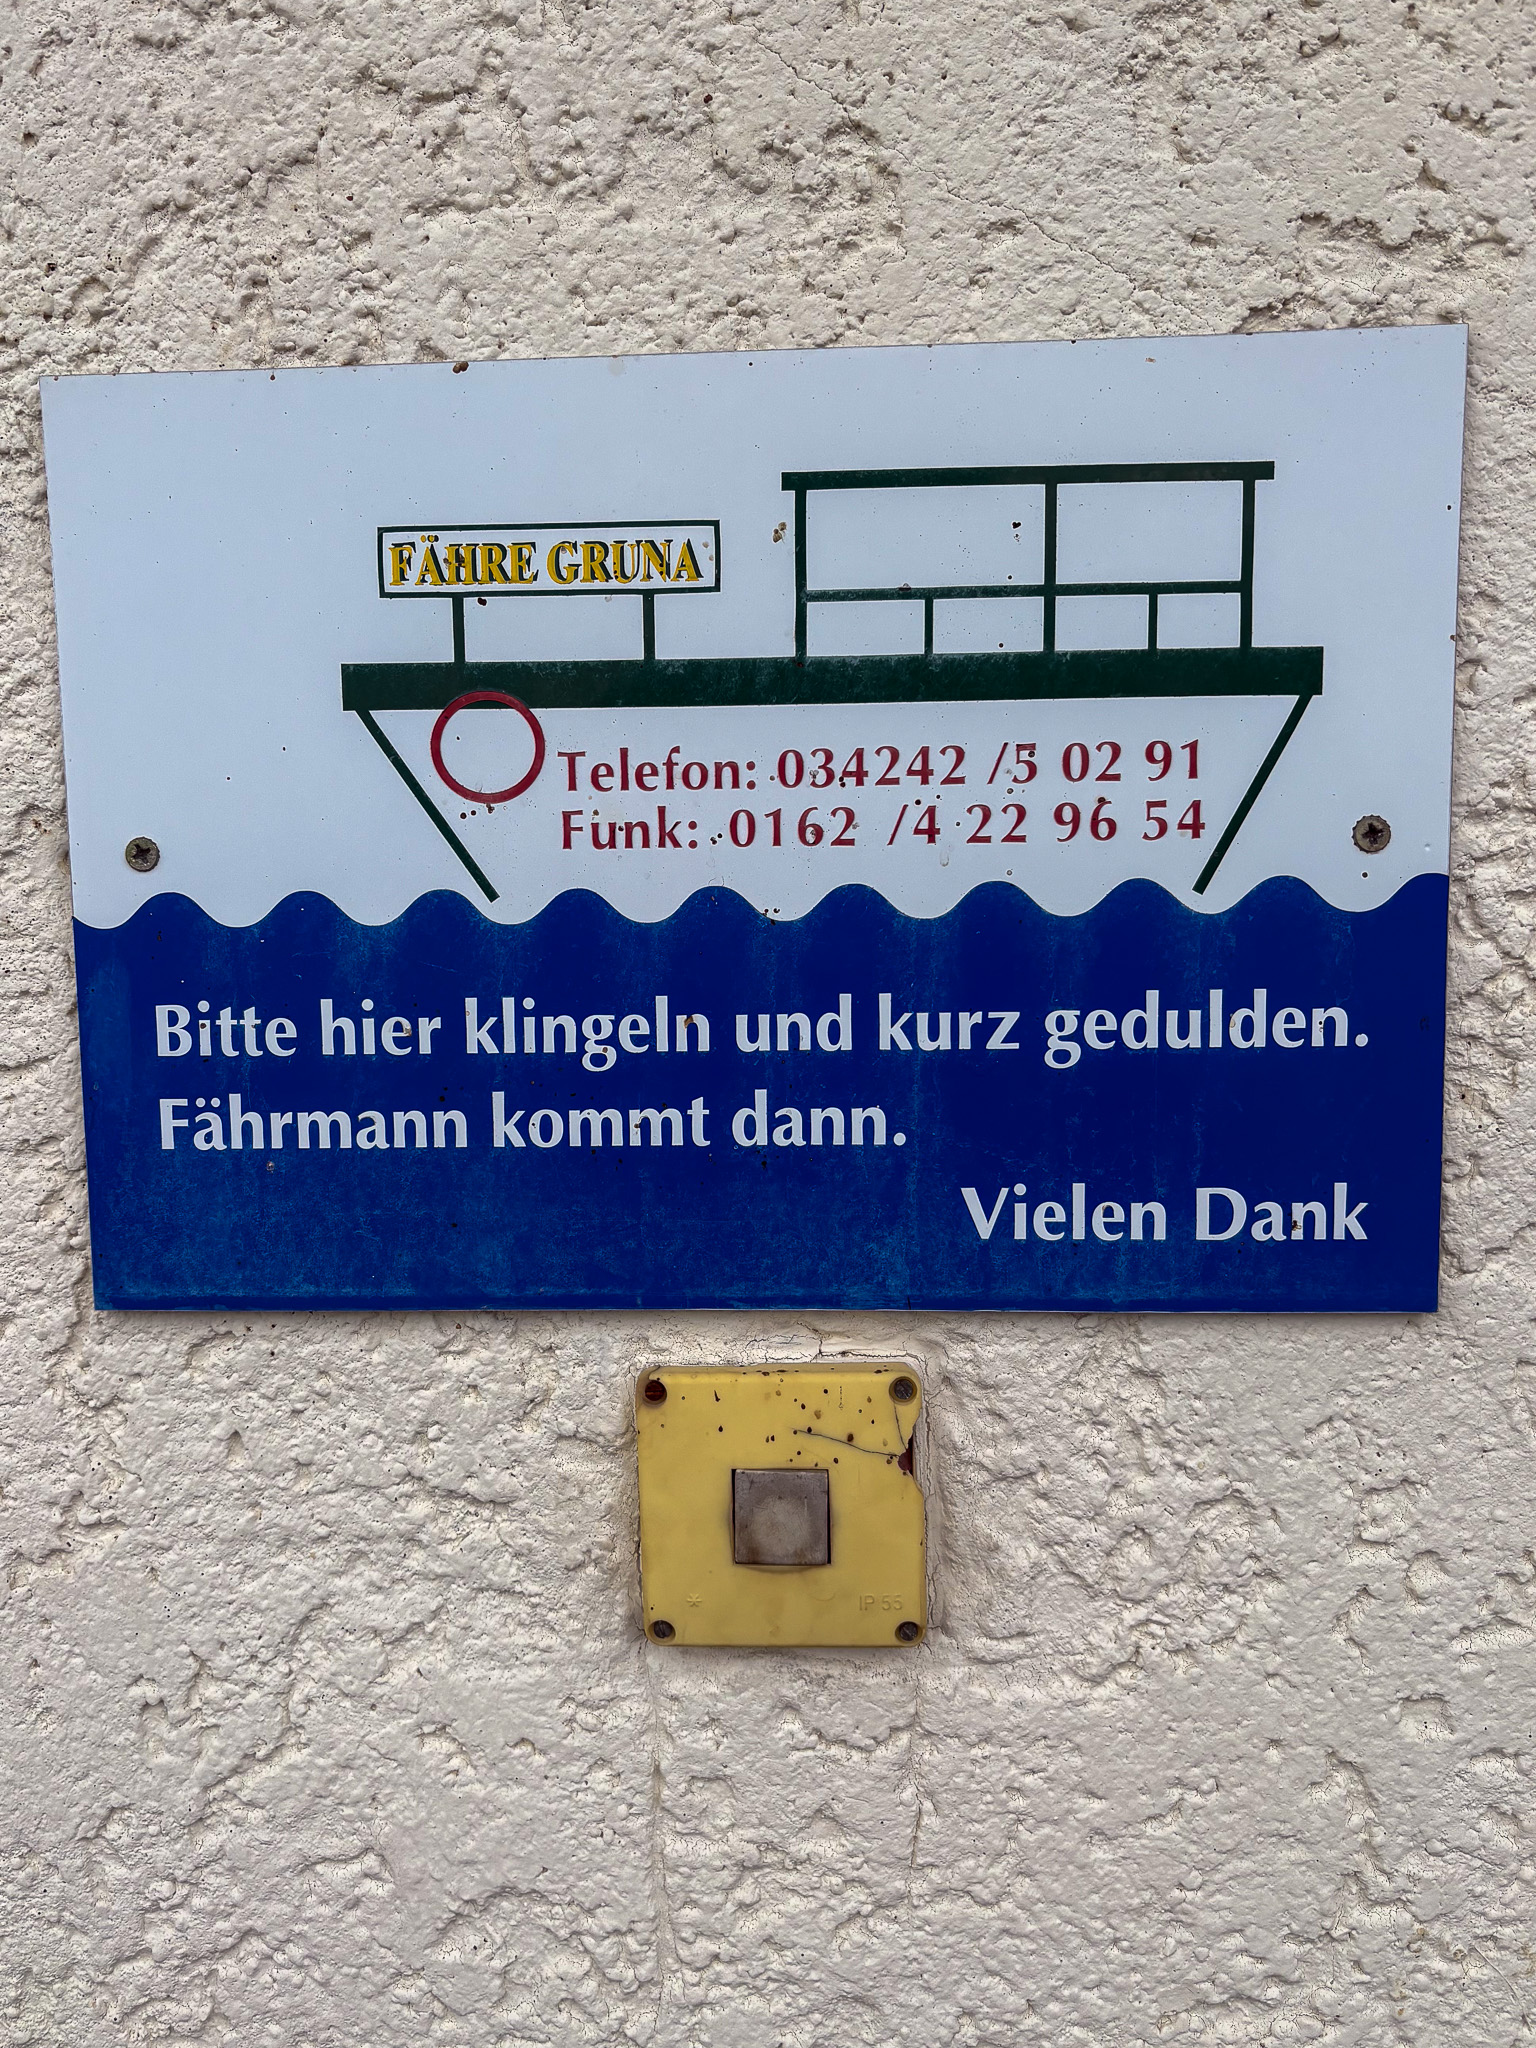 FÄHRE GRUNA
Telefon: 034242 /5 02 91
Funk: 0162 /4 22 96 54
Bitte hier klingeln und kurz gedulden.
Fährmann kommt dann.
Vielen Dank
IP 55